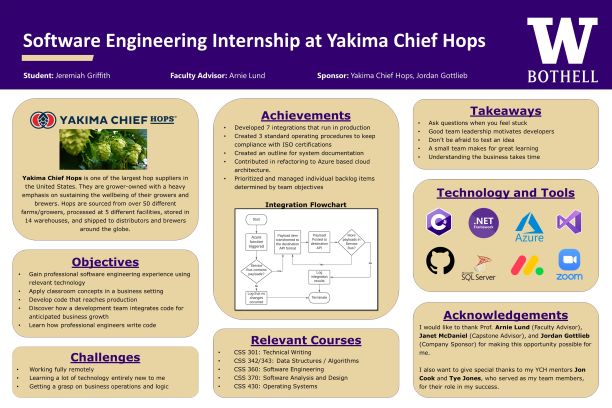 Software Engineering Internship at Yakima Chief Hops
Student: Jeremiah Griffith
Faculty Advisor: Arnie Lund
Sponsor: Yakima Chief Hops, Jordan Gottlieb
W
BOTHELL
YAKIMA CHIEF HOPS
Yakima Chief Hops is one of the largest hop suppliers in
the United States. They are grower-owned with a heavy
emphasis on sustaining the wellbeing of their growers and
brewers. Hops are sourced from over 50 different
farms/growers, processed at 5 different facilities, stored in
14 warehouses, and shipped to distributors and brewers
around the globe.
Objectives
• Gain professional software engineering experience using
relevant technology
• Apply classroom concepts in a business setting
• Develop code that reaches production
• Discover how a development team integrates code for
anticipated business growth
• Learn how professional engineers write code
Challenges
• Working fully remotely
• Learning a lot of technology entirely new to me
• Getting a grasp on business operations and logic
Achievements
• Developed 7 integrations that run in production
• Created 3 standard operating procedures to keep
compliance with ISO certifications
• Created an outline for system documentation
• Contributed in refactoring to Azure based cloud
architecture.
• Prioritized and managed individual backlog items
determined by team objectives
Integration Flowchart
Start
Azure
function
triggered
Payload
transformed to
the destination
API format
Payload
Posted to
destination
API
Log
integration
results
Log that no
changes
occurred
Terminate
Relevant Courses
• CSS 301: Technical Writing
• CSS 342/343: Data Structures / Algorithms
• CSS 360: Software Engineering
• CSS 370: Software Analysis and Design
• CSS 430: Operating Systems
Takeaways
• Ask questions when you feel stuck
• Good team leadership motivates developers
• Don't be afraid to test an idea
• A small team makes for great learning
• Understanding the business takes time
Technology and Tools
C#
.NET
Framework
Azure
SQL Server
zoom
Acknowledgements
I would like to thank Prof. Arnie Lund (Faculty Advisor),
Janet McDaniel (Capstone Advisor), and Jordan Gottlieb
(Company Sponsor) for making this opportunity possible for
me.
I also want to give special thanks to my YCH mentors Jon
Cook and Tye Jones, who served as my team members,
for their role in my success.